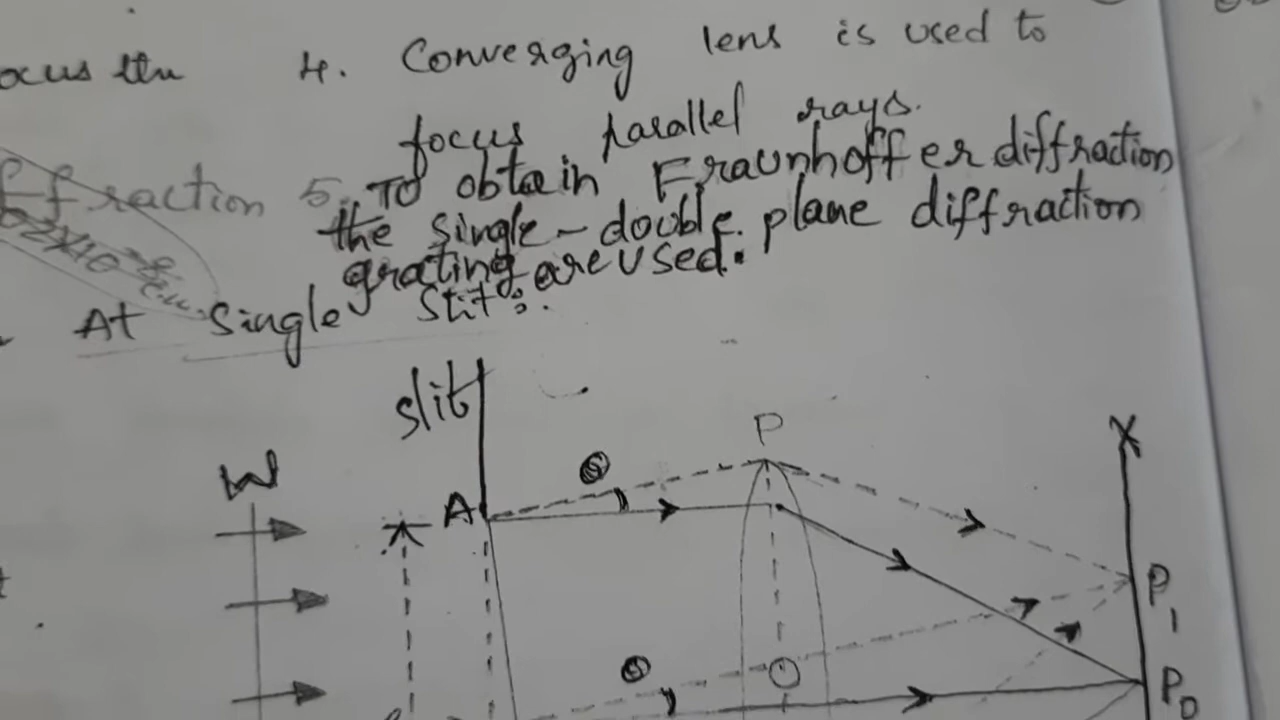 ocus the 4. Converging lens is used to
focus parallel rays.
ffraction 5. To obtain Fraunhoffer diffraction
the single - double. plane diffraction
grating are used.
At Single Slit:.
slit
P
X
W
θ
A
P1
θ
O
P0